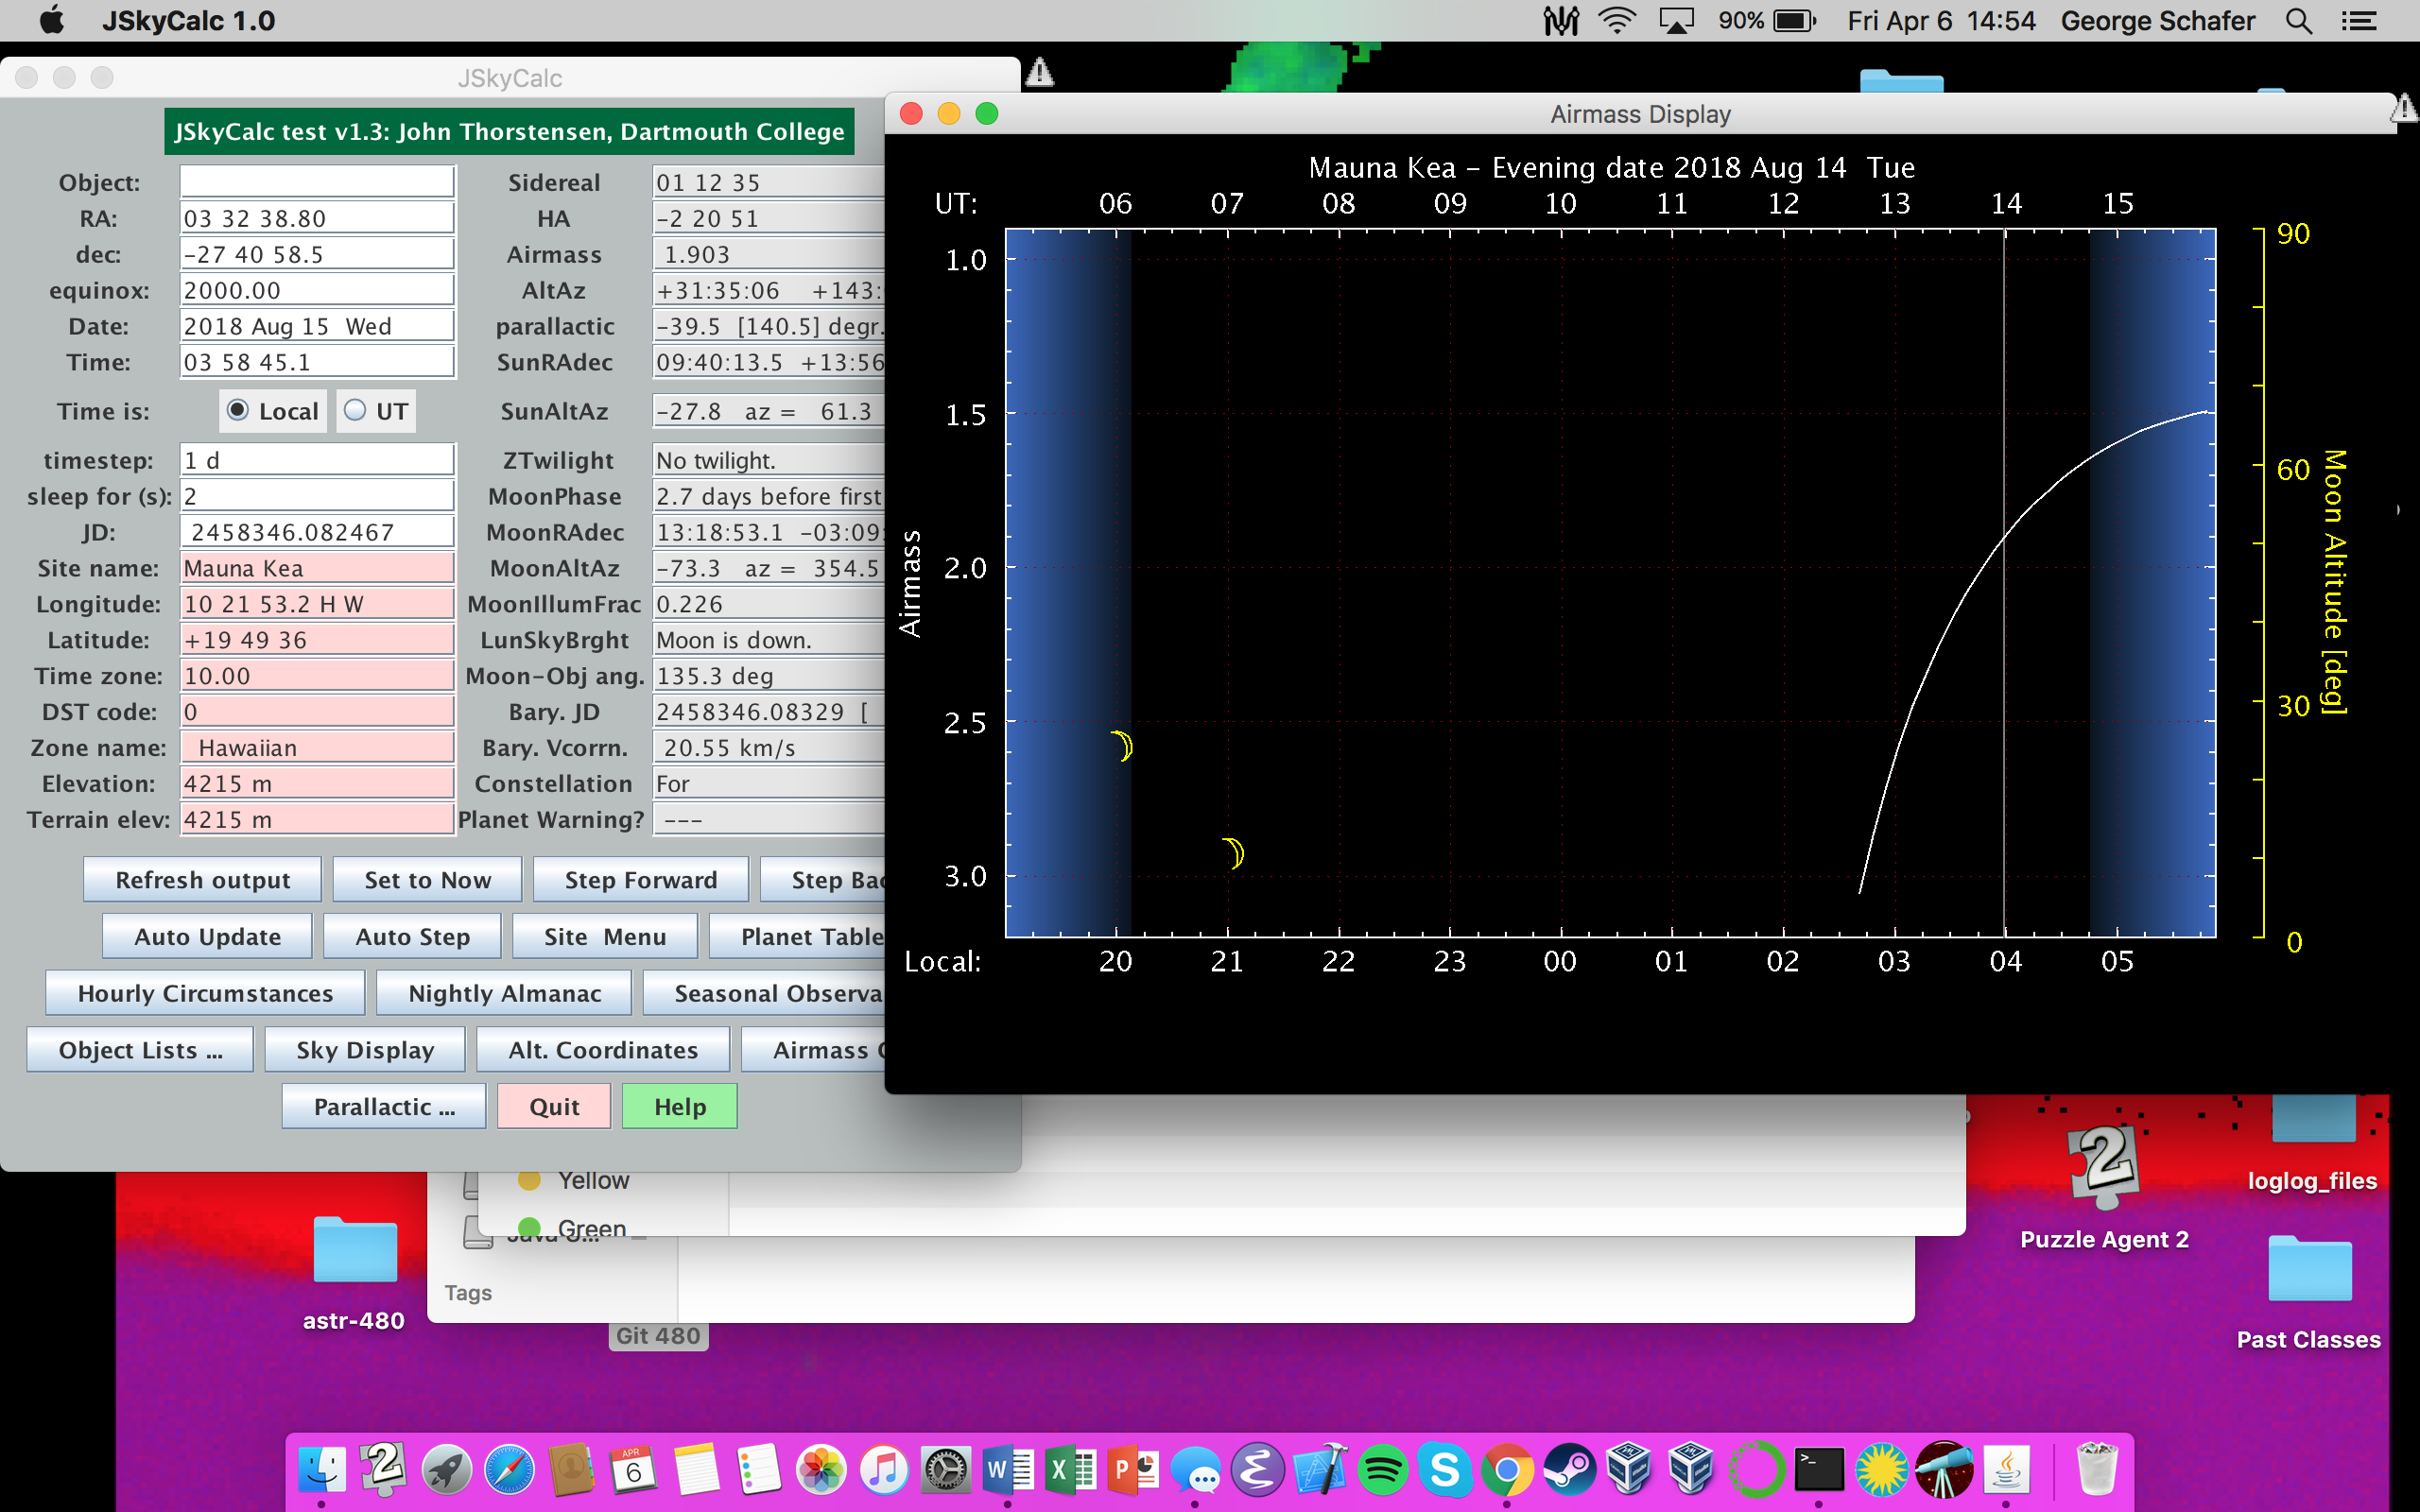 JSkyCalc 1.0
90%
Fri Apr 6 14:54
George Schafer
JSkyCalc
JSkyCalc test v1.3: John Thorstensen, Dartmouth College
Object:
RA: 03 32 38.80
dec: -27 40 58.5
equinox: 2000.00
Date: 2018 Aug 15 Wed
Time: 03 58 45.1
Time is: Local UT
timestep: 1 d
sleep for (s): 2
JD: 2458346.082467
Site name: Mauna Kea
Longitude: 10 21 53.2 H W
Latitude: +19 49 36
Time zone: 10.00
DST code: 0
Zone name: Hawaiian
Elevation: 4215 m
Terrain elev: 4215 m
Sidereal 01 12 35
HA -2 20 51
Airmass 1.903
AltAz +31:35:06 +143:
parallactic -39.5 [140.5] degr.
SunRAdec 09:40:13.5 +13:56
SunAltAz -27.8 az = 61.3
ZTwilight No twilight.
MoonPhase 2.7 days before first
MoonRAdec 13:18:53.1 -03:09:
MoonAltAz -73.3 az = 354.5
MoonIllumFrac 0.226
LunSkyBrght Moon is down.
Moon-Obj ang. 135.3 deg
Bary. JD 2458346.08329 [
Bary. Vcorrn. 20.55 km/s
Constellation For
Planet Warning? ---
Refresh output Set to Now Step Forward Step Bac
Auto Update Auto Step Site Menu Planet Table
Hourly Circumstances Nightly Almanac Seasonal Observa
Object Lists ... Sky Display Alt. Coordinates Airmass
Parallactic ... Quit Help
Airmass Display
Mauna Kea - Evening date 2018 Aug 14 Tue
UT: 06 07 08 09 10 11 12 13 14 15
1.0
1.5
2.0
2.5
3.0
Airmass
90
60
30
0
Moon Altitude [deg]
Local: 20 21 22 23 00 01 02 03 04 05
Yellow
Green
Tags
astr-480
Git 480
Puzzle Agent 2
loglog_files
Past Classes
APR
6